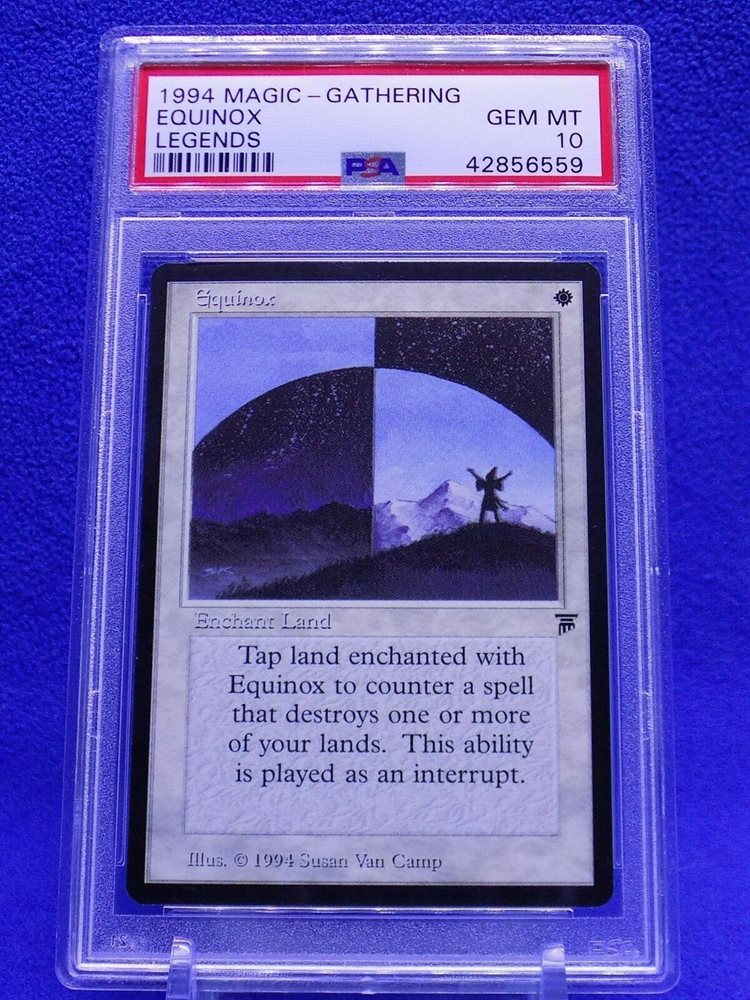 1994 MAGIC – GATHERING
EQUINOX GEM MT
LEGENDS 10
PSA 42856559
Equinox
Enchant Land
Tap land enchanted with
Equinox to counter a spell
that destroys one or more
of your lands. This ability
is played as an interrupt.
Illus. © 1994 Susan Van Camp